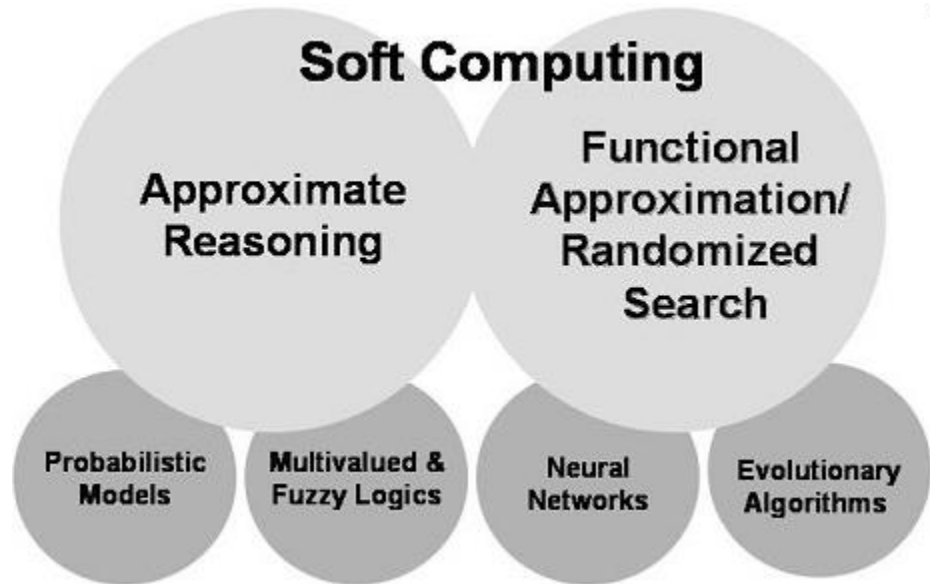 Soft Computing
Approximate
Reasoning
Functional
Approximation/
Randomized
Search
Probabilistic
Models
Multivalued &
Fuzzy Logics
Neural
Networks
Evolutionary
Algorithms